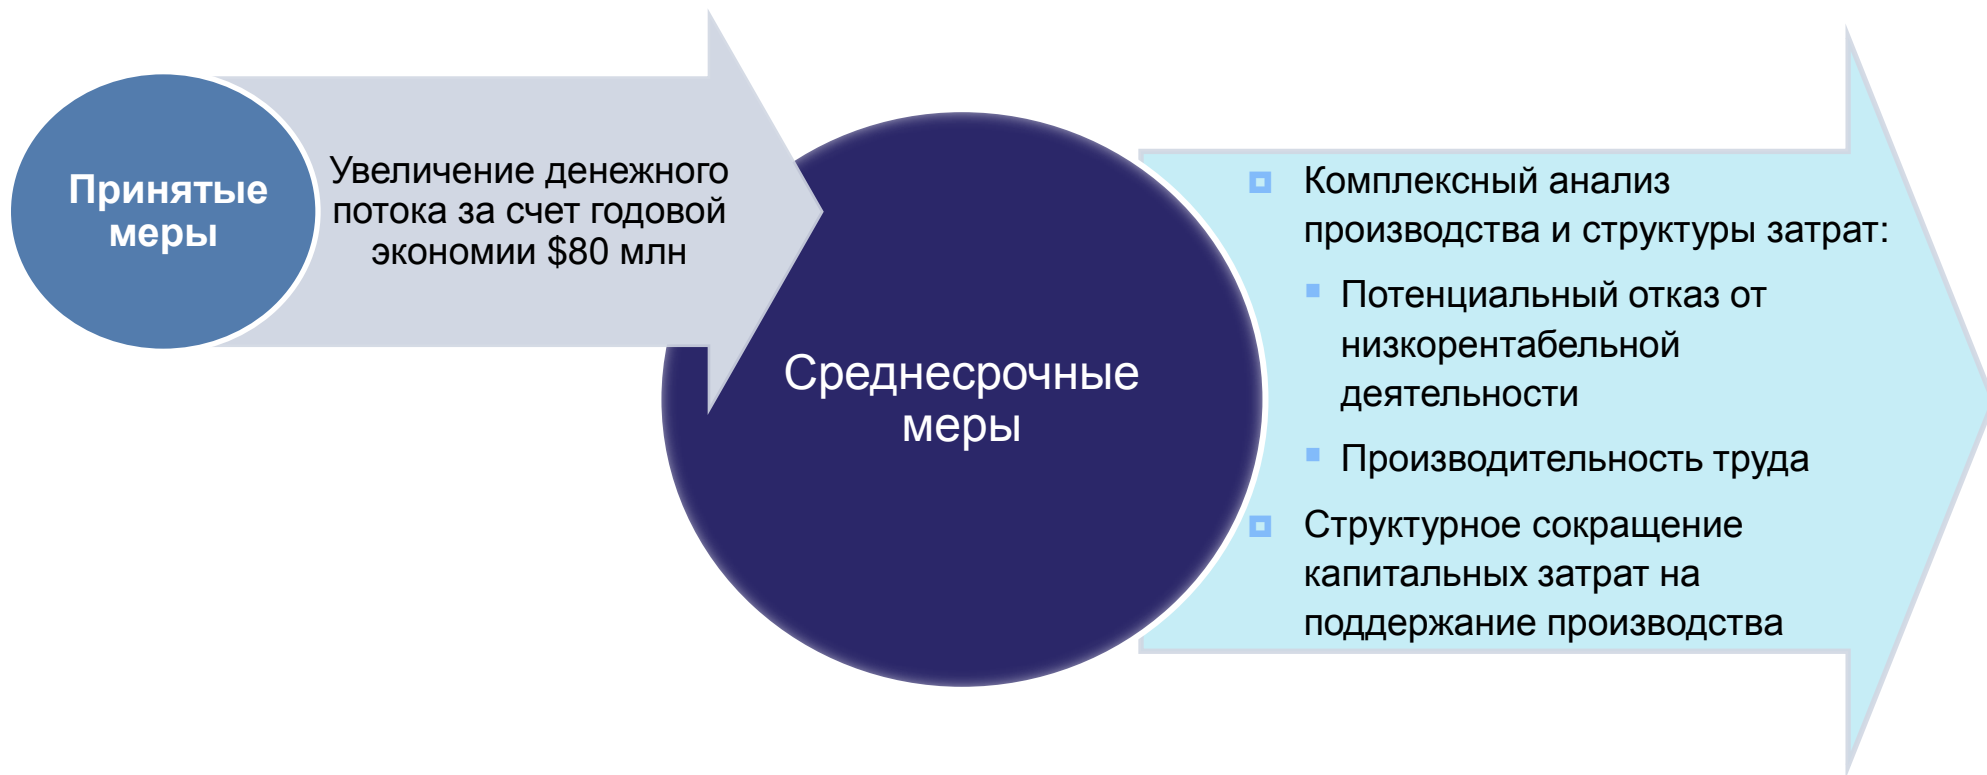 Принятые
меры
Увеличение денежного
потока за счет годовой
экономии $80 млн
Среднесрочные
меры
Комплексный анализ
производства и структуры затрат:
Потенциальный отказ от
низкорентабельной
деятельности
Производительность труда
Структурное сокращение
капитальных затрат на
поддержание производства